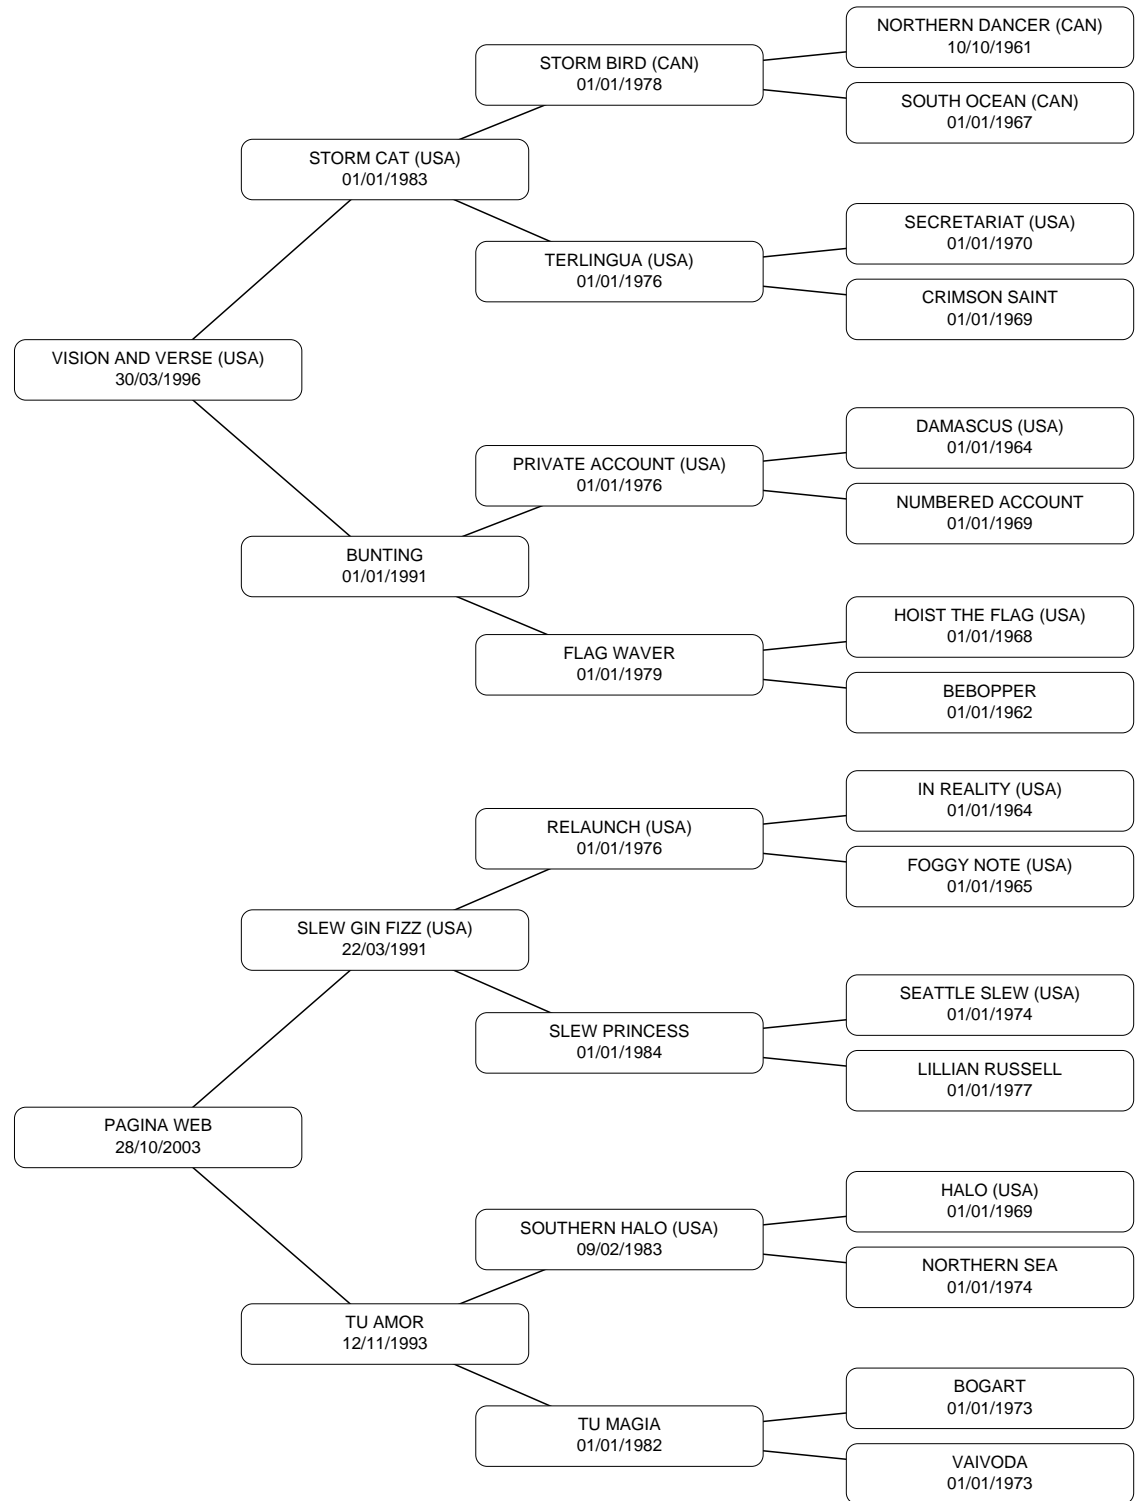 NORTHERN DANCER (CAN)
10/10/1961
STORM BIRD (CAN)
01/01/1978
SOUTH OCEAN (CAN)
01/01/1967
STORM CAT (USA)
01/01/1983
SECRETARIAT (USA)
01/01/1970
TERLINGUA (USA)
01/01/1976
CRIMSON SAINT
01/01/1969
VISION AND VERSE (USA)
30/03/1996
DAMASCUS (USA)
01/01/1964
PRIVATE ACCOUNT (USA)
01/01/1976
NUMBERED ACCOUNT
01/01/1969
BUNTING
01/01/1991
HOIST THE FLAG (USA)
01/01/1968
FLAG WAVER
01/01/1979
BEBOPPER
01/01/1962
IN REALITY (USA)
01/01/1964
RELAUNCH (USA)
01/01/1976
FOGGY NOTE (USA)
01/01/1965
SLEW GIN FIZZ (USA)
22/03/1991
SEATTLE SLEW (USA)
01/01/1974
SLEW PRINCESS
01/01/1984
LILLIAN RUSSELL
01/01/1977
PAGINA WEB
28/10/2003
HALO (USA)
01/01/1969
SOUTHERN HALO (USA)
09/02/1983
NORTHERN SEA
01/01/1974
TU AMOR
12/11/1993
BOGART
01/01/1973
TU MAGIA
01/01/1982
VAIVODA
01/01/1973